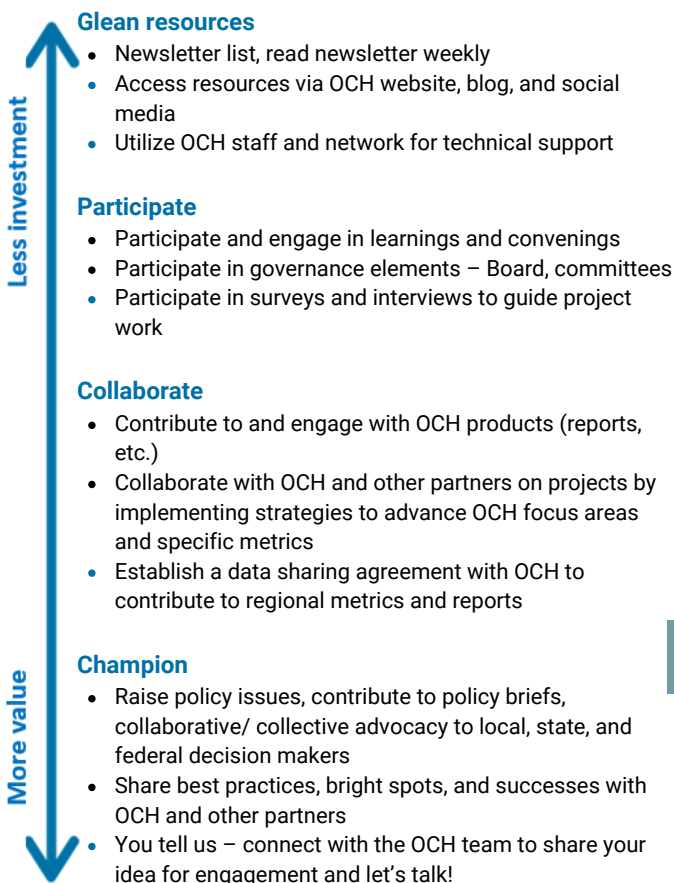 Glean resources
• Newsletter list, read newsletter weekly
• Access resources via OCH website, blog, and social
media
• Utilize OCH staff and network for technical support
Less investment
Participate
• Participate and engage in learnings and convenings
• Participate in governance elements – Board, committees
• Participate in surveys and interviews to guide project
work
Collaborate
• Contribute to and engage with OCH products (reports,
etc.)
• Collaborate with OCH and other partners on projects by
implementing strategies to advance OCH focus areas
and specific metrics
• Establish a data sharing agreement with OCH to
contribute to regional metrics and reports
Champion
• Raise policy issues, contribute to policy briefs,
collaborative/ collective advocacy to local, state, and
federal decision makers
• Share best practices, bright spots, and successes with
OCH and other partners
• You tell us – connect with the OCH team to share your
idea for engagement and let's talk!
More value